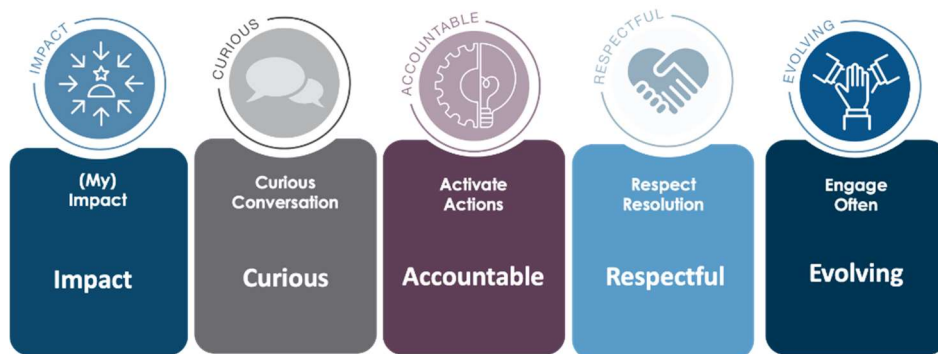 IMPACT
CURIOUS
ACCOUNTABLE
RESPECTFUL
EVOLVING
(My)
Impact
Impact
Curious
Conversation
Curious
Activate
Actions
Accountable
Respect
Resolution
Respectful
Engage
Often
Evolving